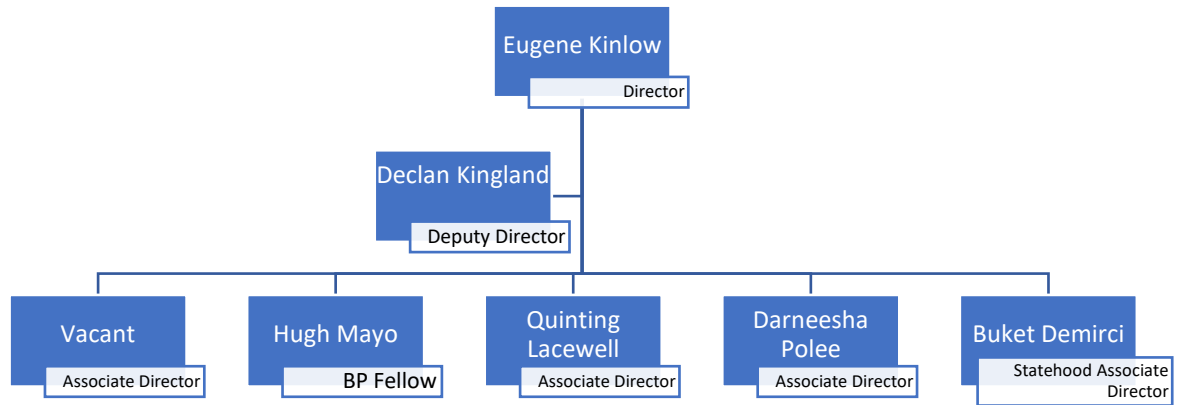 Eugene Kinlow
Director
Declan Kingland
Deputy Director
Vacant
Associate Director
Hugh Mayo
BP Fellow
Quinting
Lacewell
Associate Director
Darneesha
Polee
Associate Director
Buket Demirci
Statehood Associate
Director